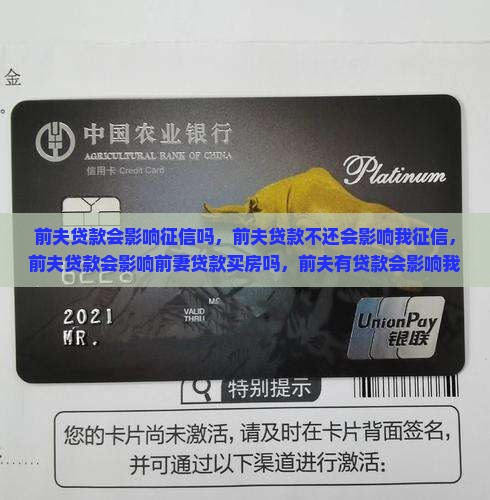 金
中国农业银行
AGRICULTURAL BANK OF CHINA
信用卡 Credit Card
Platinum
前夫贷款会影响征信吗，前夫贷款不还会影响我征信，
前夫贷款会影响前妻贷款买房吗，前夫有贷款会影响我
2021
VALID
THRU
MR.
UnionPay
银联
特别提示
您的卡片尚未激活，请及时在卡片背面签名，
并可通过以下渠道进行激活：